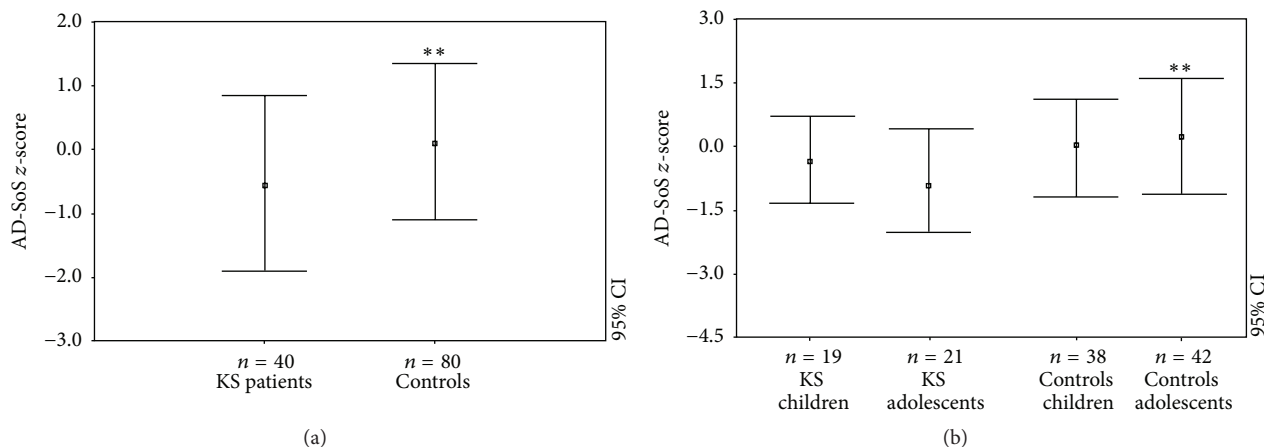 2.0
1.0
0.0
−1.0
−2.0
−3.0
AD-SoS z-score
**
95% CI
n = 40
KS patients
n = 80
Controls
(a)
3.0
1.5
0.0
−1.5
−3.0
−4.5
AD-SoS z-score
**
95% CI
n = 19
KS
children
n = 21
KS
adolescents
n = 38
Controls
children
n = 42
Controls
adolescents
(b)